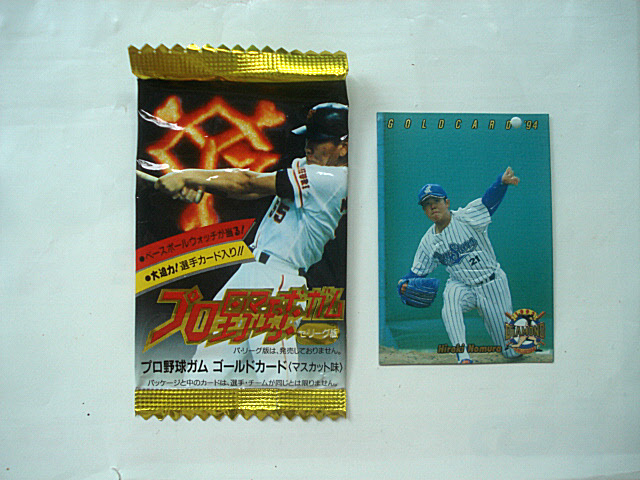 ●ベースボールウォッチが当る!
●大迫力!選手カード入り!!
プロ野球ガム
セ・リーグ版
パ・リーグ版は、発売しておりません。
プロ野球ガム ゴールドカード〈マスカット味〉
パッケージと中のカードは、選手・チームが同じとは限りません。
GOLDCARD '94
BayStars
21
DIAMOND
Hiroki Nomura